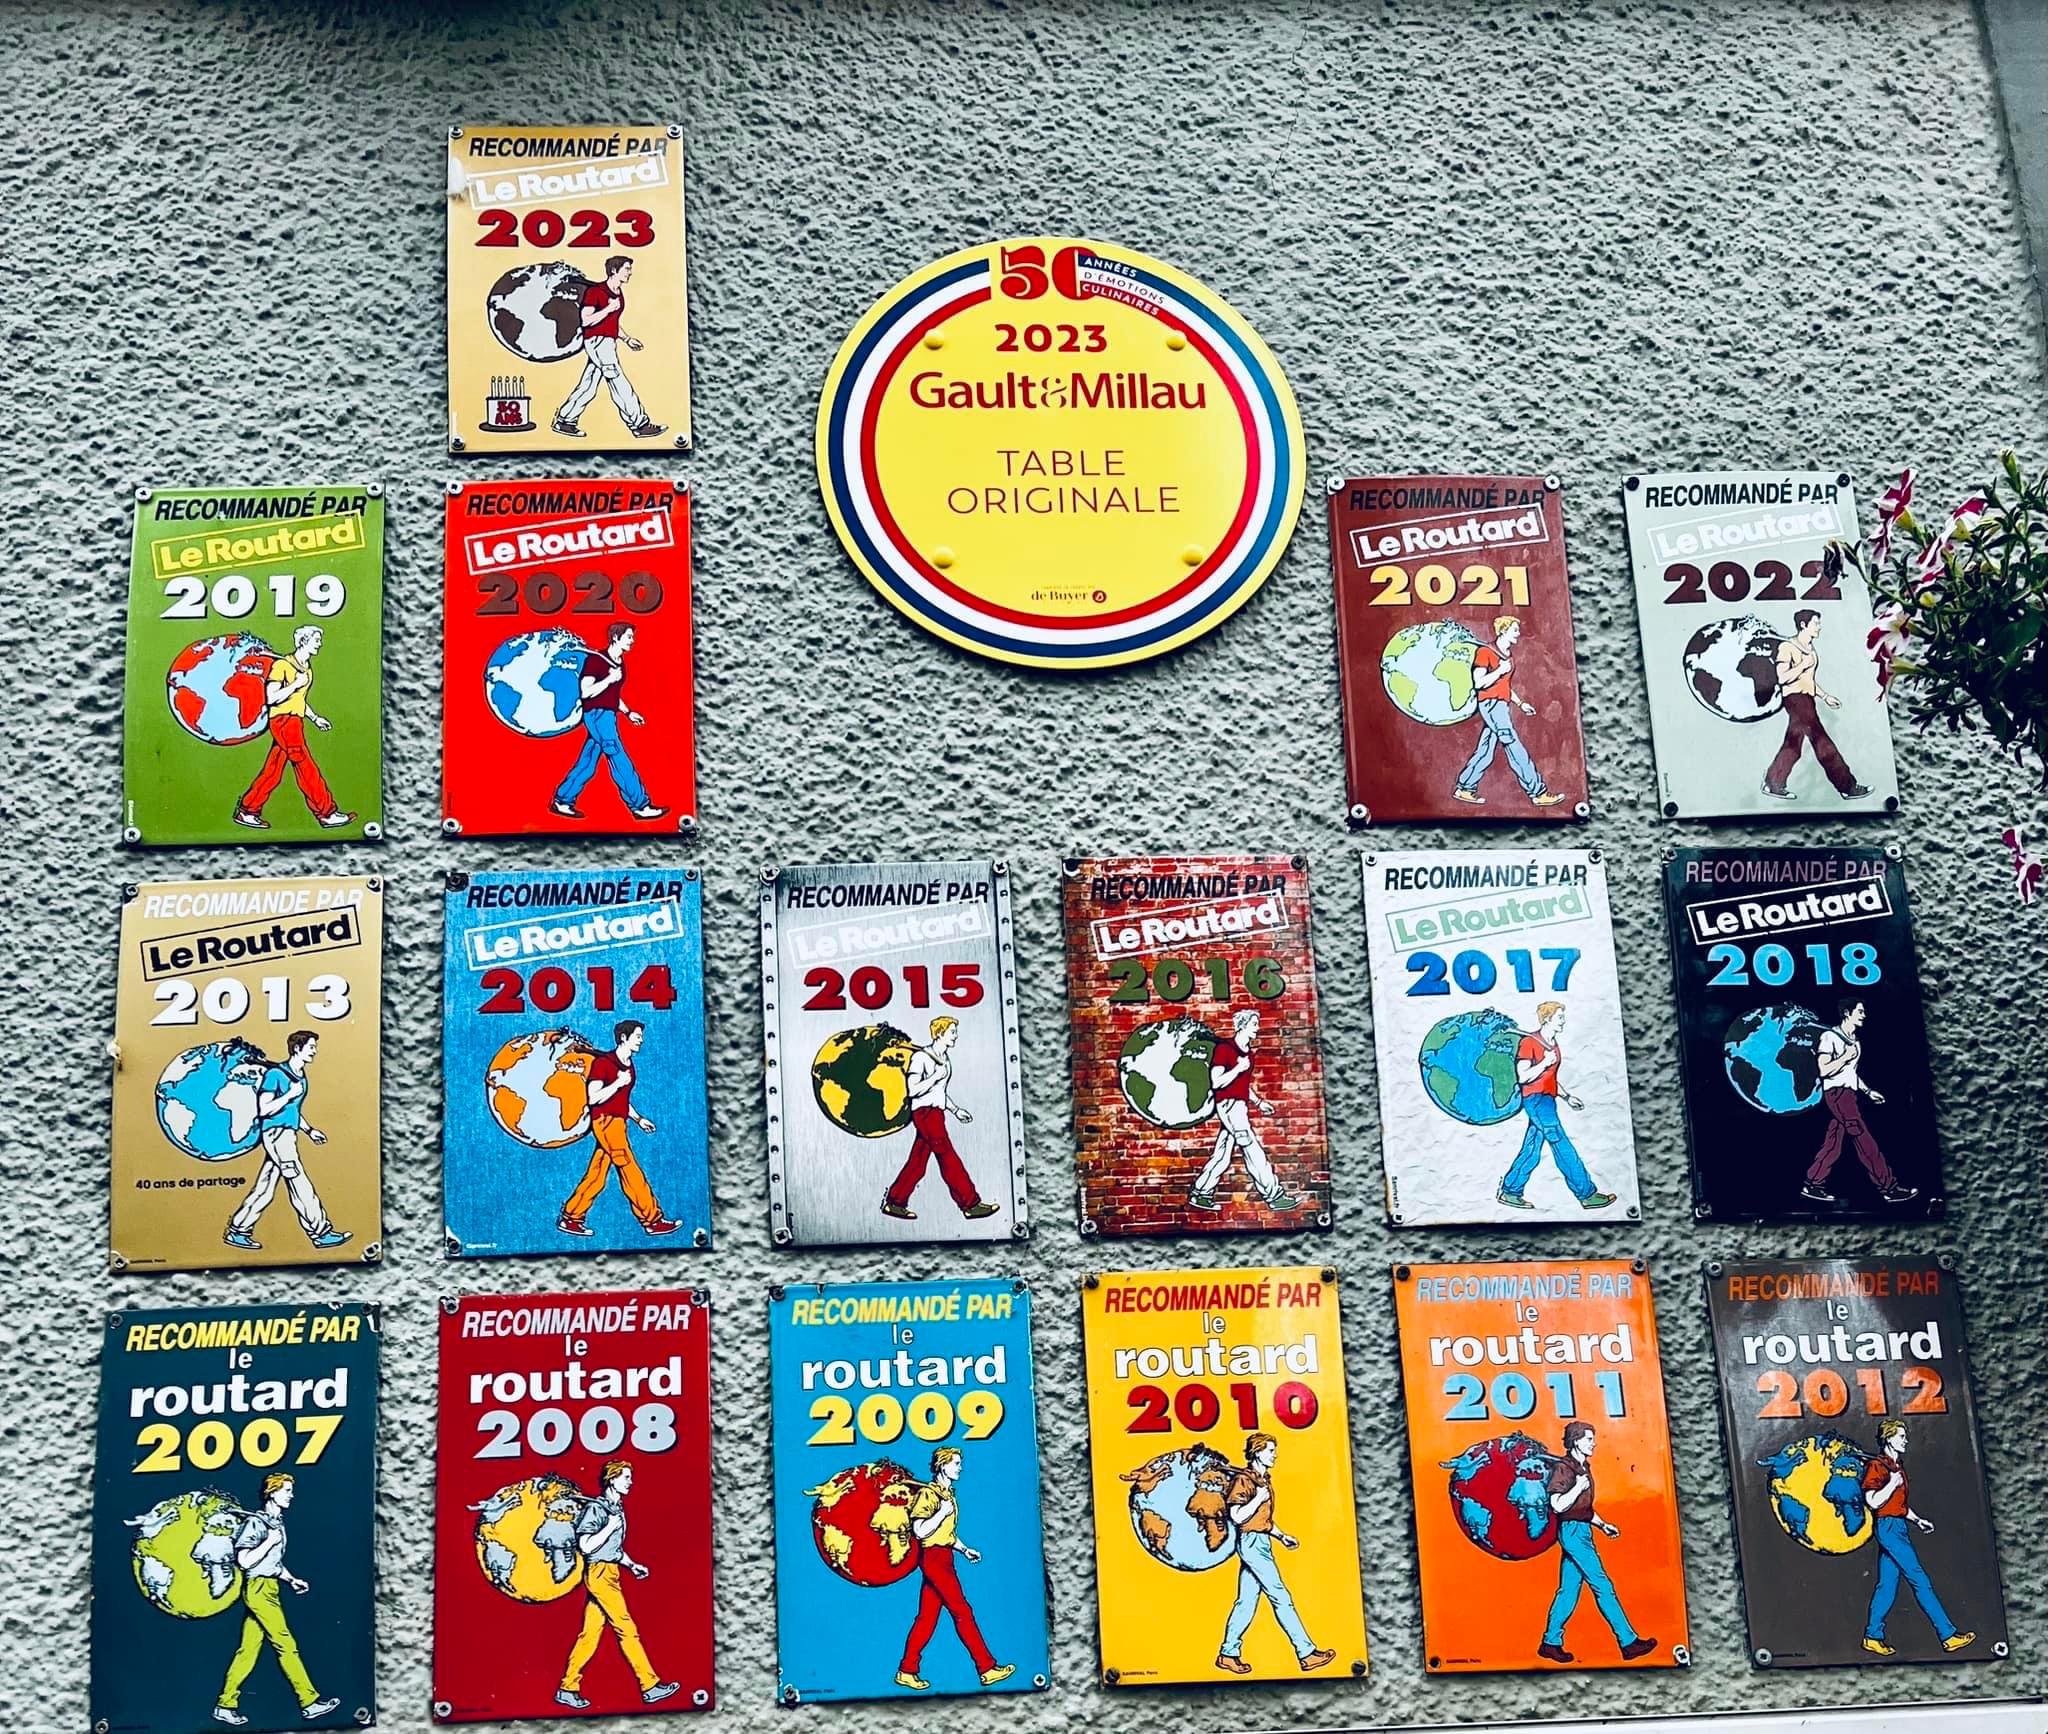 RECOMMANDÉ PAR
Le Routard
2023
50
ANS
50 ANNÉES
D'ÉMOTIONS
CULINAIRES
2023
Gault&Millau
TABLE
ORIGINALE
de Buyer
RECOMMANDÉ PAR
Le Routard
2019
RECOMMANDÉ PAR
Le Routard
2020
RECOMMANDÉ PAR
Le Routard
2021
RECOMMANDÉ PAR
Le Routard
2022
RECOMMANDÉ PAR
Le Routard
2013
40 ans de partage
RECOMMANDÉ PAR
Le Routard
2014
RECOMMANDÉ PAR
Le Routard
2015
RECOMMANDÉ PAR
Le Routard
2016
RECOMMANDÉ PAR
Le Routard
2017
RECOMMANDÉ PAR
Le Routard
2018
RECOMMANDÉ PAR
le
routard
2007
RECOMMANDÉ PAR
le
routard
2008
RECOMMANDÉ PAR
le
routard
2009
RECOMMANDÉ PAR
le
routard
2010
RECOMMANDÉ PAR
le
routard
2011
RECOMMANDÉ PAR
le
routard
2012